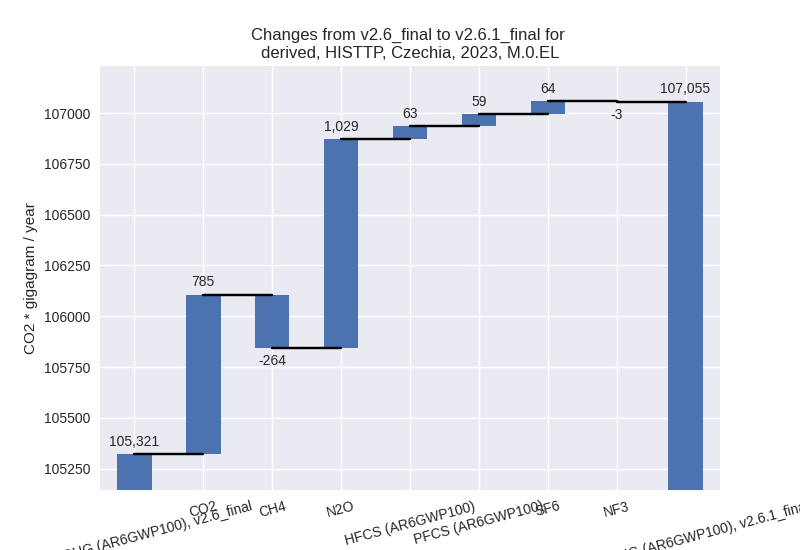 Changes from v2.6_final to v2.6.1_final for
derived, HISTTP, Czechia, 2023, M.0.EL
CO2 * gigagram / year
107000
106750
106500
106250
106000
105750
105500
105250
105,321
785
-264
1,029
63
59
64
-3
107,055
(AR6GWP100), v2.6_final
CO2
CH4
N2O
HFCS (AR6GWP100)
PFCS (AR6GWP100)
SF6
NF3
(AR6GWP100), v2.6.1_fina